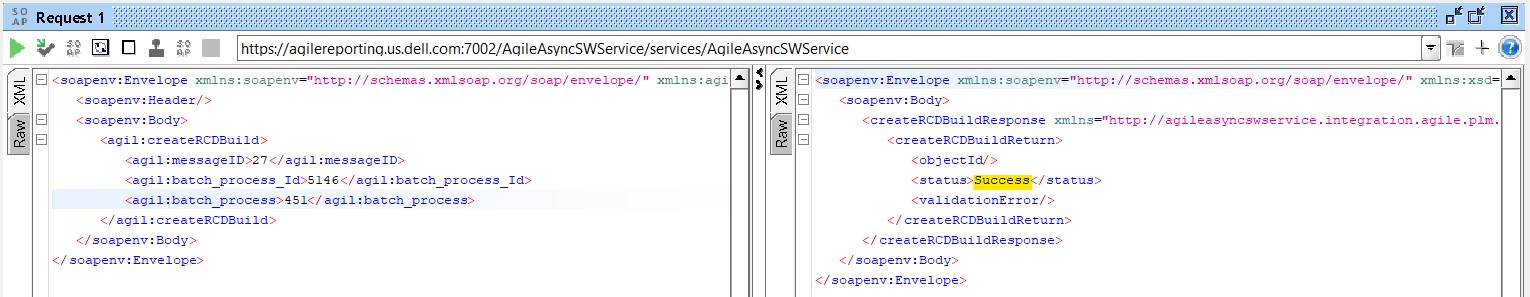 SO
AP
Request 1
https://agilereporting.us.dell.com:7002/AgileAsyncSWService/services/AgileAsyncSWService
XML
Raw
<soapenv:Envelope xmlns:soapenv="http://schemas.xmlsoap.org/soap/envelope/" xmlns:agi
<soapenv:Header/>
<soapenv:Body>
<agil:createRCDBuild>
<agil:messageID>27</agil:messageID>
<agil:batch_process_Id>5146</agil:batch_process_Id>
<agil:batch_process>451</agil:batch_process>
</agil:createRCDBuild>
</soapenv:Body>
</soapenv:Envelope>
XML
Raw
<soapenv:Envelope xmlns:soapenv="http://schemas.xmlsoap.org/soap/envelope/" xmlns:xsd=
<soapenv:Body>
<createRCDBuildResponse xmlns="http://agileasyncswservice.integration.agile.plm.
<createRCDBuildReturn>
<objectId/>
<status>Success</status>
<validationError/>
</createRCDBuildReturn>
</createRCDBuildResponse>
</soapenv:Body>
</soapenv:Envelope>